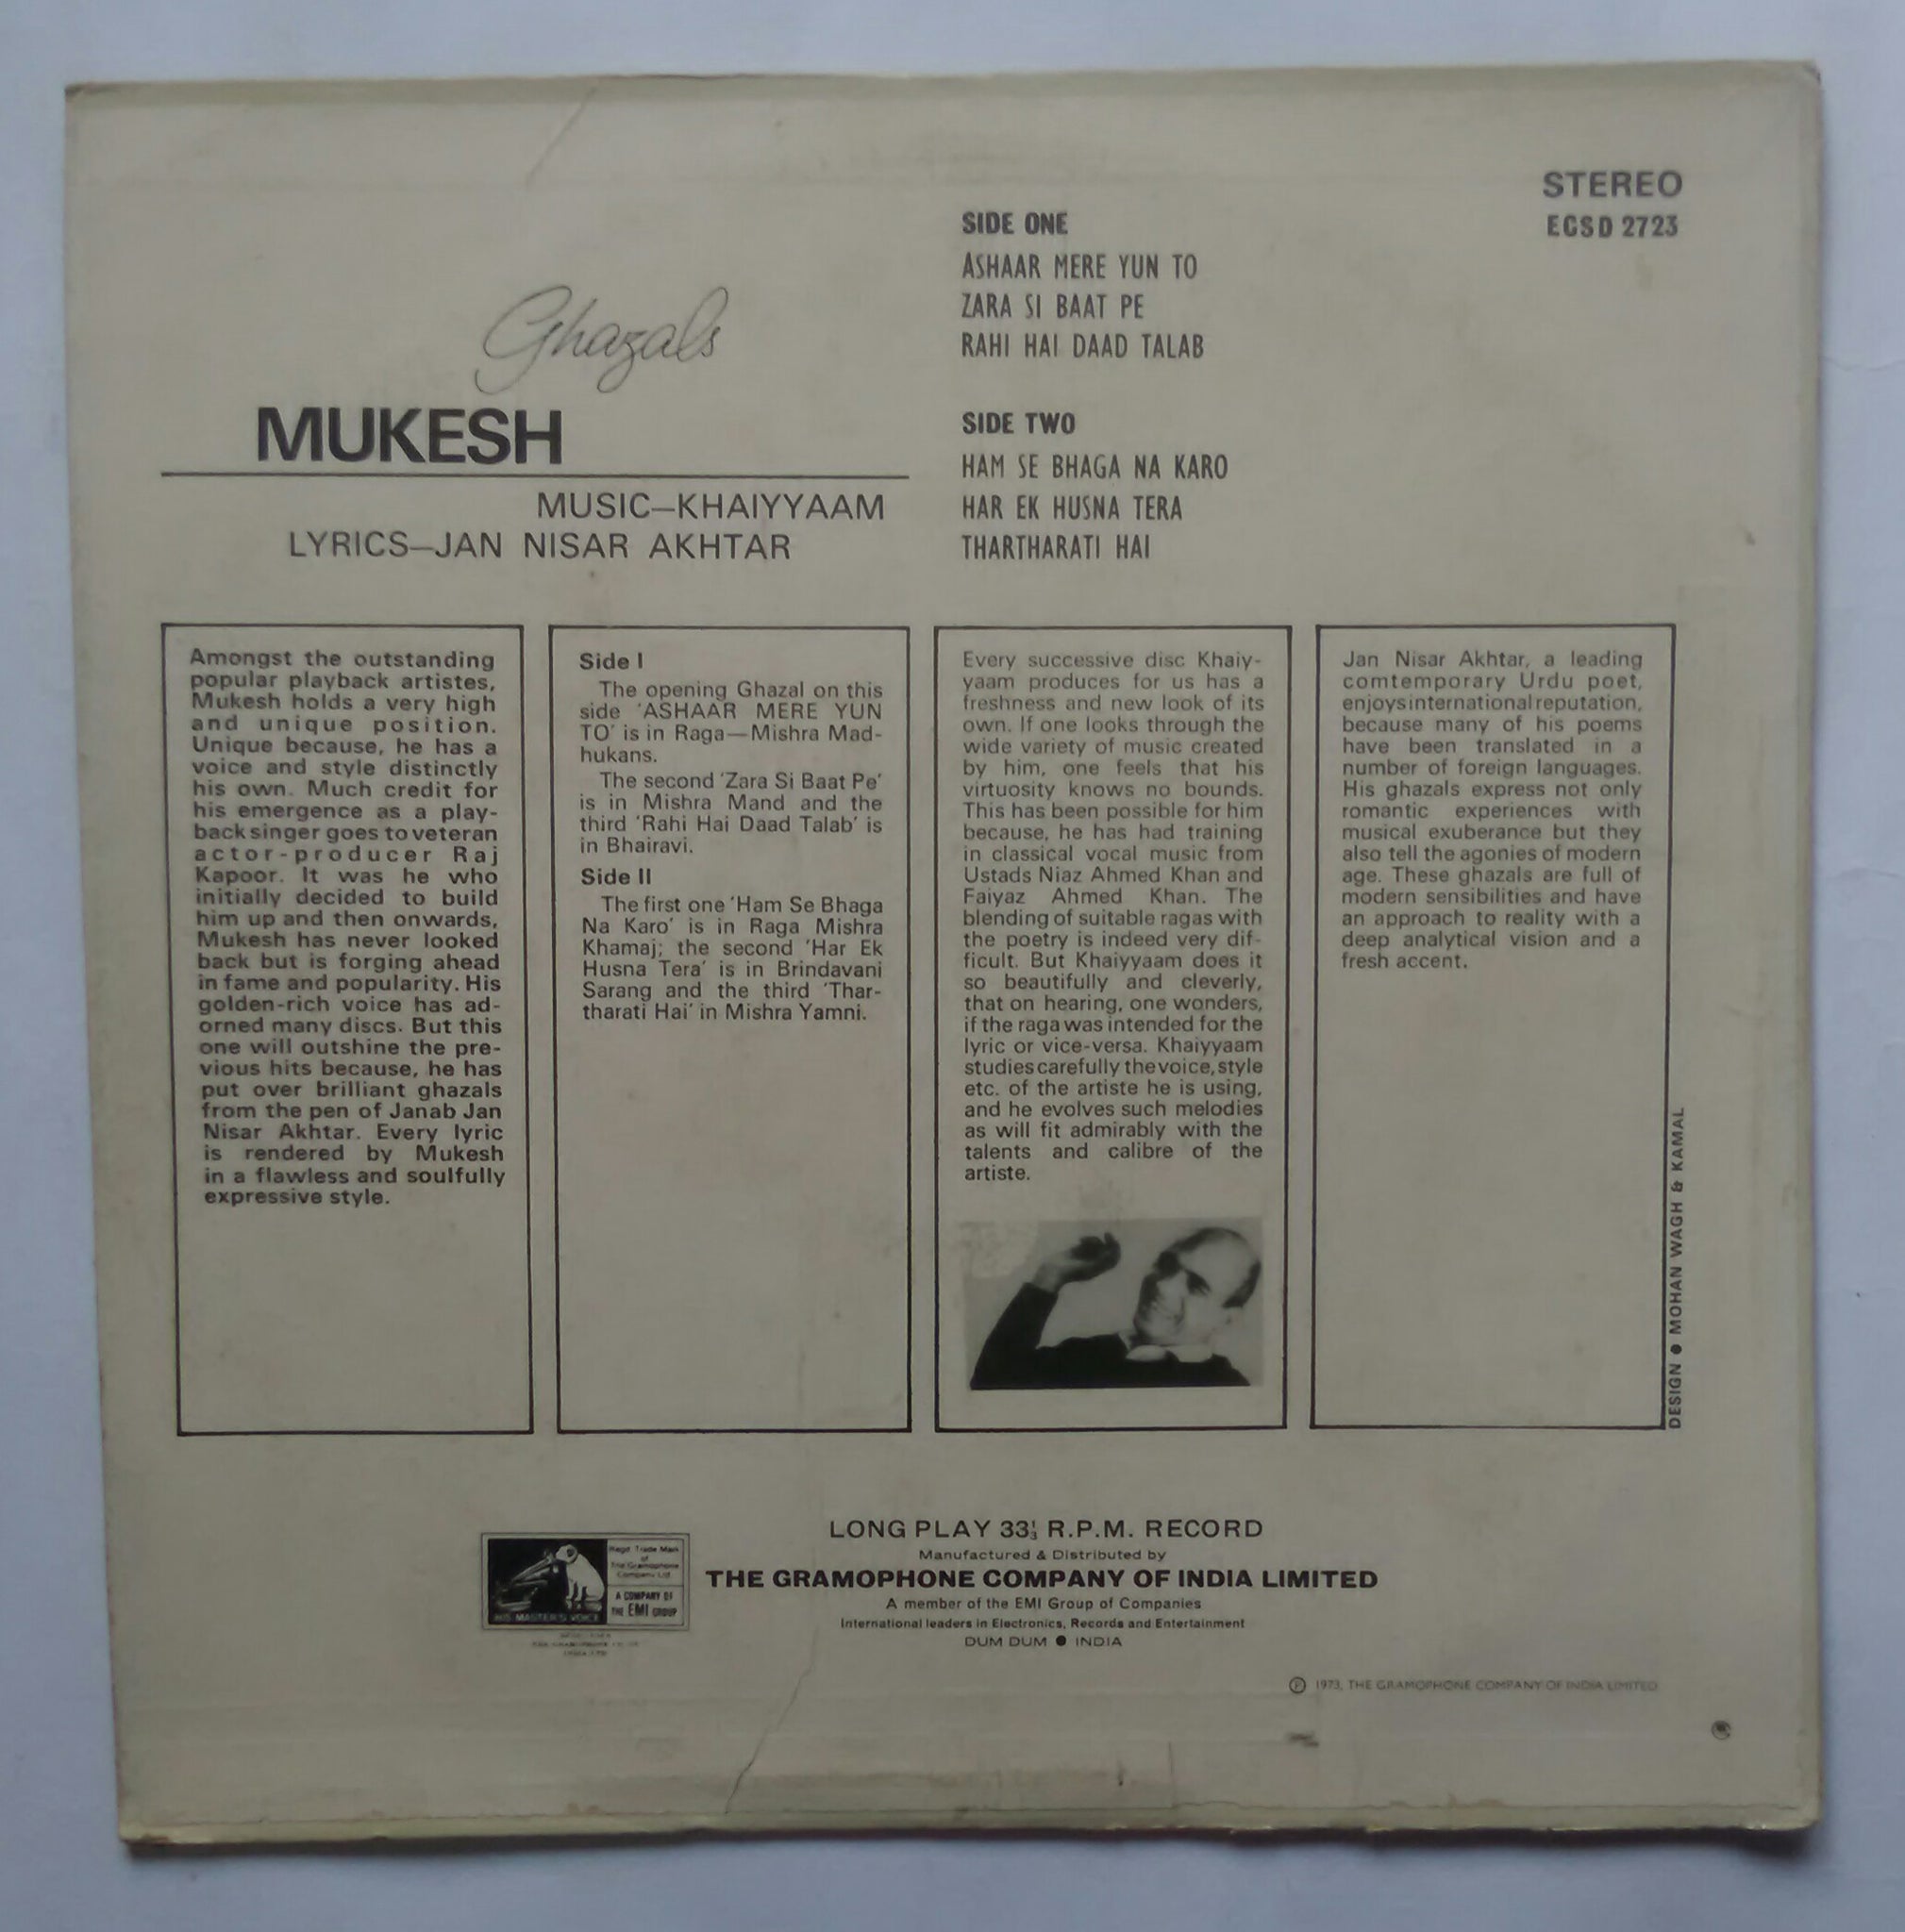 STEREO
ECSD 2723
Ghazals
MUKESH
MUSIC—KHAIYYAAM
LYRICS—JAN NISAR AKHTAR
SIDE ONE
ASHAAR MERE YUN TO
ZARA SI BAAT PE
RAHI HAI DAAD TALAB
SIDE TWO
HAM SE BHAGA NA KARO
HAR EK HUSNA TERA
THARTHARATI HAI
Amongst the outstanding
popular playback artistes,
Mukesh holds a very high
and unique position.
Unique because, he has a
voice and style distinctly
his own. Much credit for
his emergence as a play-
back singer goes to veteran
actor-producer Raj
Kapoor. It was he who
initially decided to build
him up and then onwards,
Mukesh has never looked
back but is forging ahead
in fame and popularity. His
golden-rich voice has ad-
orned many discs. But this
one will outshine the pre-
vious hits because, he has
put over brilliant ghazals
from the pen of Janab Jan
Nisar Akhtar. Every lyric
is rendered by Mukesh
in a flawless and soulfully
expressive style.
Side I
The opening Ghazal on this
side 'ASHAAR MERE YUN
TO' is in Raga—Mishra Mad-
hukans.
The second 'Zara Si Baat Pe'
is in Mishra Mand and the
third 'Rahi Hai Daad Talab' is
in Bhairavi.
Side II
The first one 'Ham Se Bhaga
Na Karo' is in Raga Mishra
Khamaj; the second 'Har Ek
Husna Tera' is in Brindavani
Sarang and the third 'Thar-
tharati Hai' in Mishra Yamni.
Every successive disc Khaiy-
yaam produces for us has a
freshness and new look of its
own. If one looks through the
wide variety of music created
by him, one feels that his
virtuosity knows no bounds.
This has been possible for him
because, he has had training
in classical vocal music from
Ustads Niaz Ahmed Khan and
Faiyaz Ahmed Khan. The
blending of suitable ragas with
the poetry is indeed very dif-
ficult. But Khaiyyaam does it
so beautifully and cleverly,
that on hearing, one wonders,
if the raga was intended for the
lyric or vice-versa. Khaiyyaam
studies carefully the voice, style
etc. of the artiste he is using,
and he evolves such melodies
as will fit admirably with the
talents and calibre of the
artiste.
Jan Nisar Akhtar, a leading
comtemporary Urdu poet,
enjoys international reputation,
because many of his poems
have been translated in a
number of foreign languages.
His ghazals express not only
romantic experiences with
musical exuberance but they
also tell the agonies of modern
age. These ghazals are full of
modern sensibilities and have
an approach to reality with a
deep analytical vision and a
fresh accent.
DESIGN ● MOHAN WAGH & KAMAL
HIS MASTER'S VOICE
Regd. Trade Mark
of
The Gramophone
Company Ltd.
A COMPANY OF
THE EMI GROUP
LONG PLAY 33⅓ R.P.M. RECORD
Manufactured & Distributed by
THE GRAMOPHONE COMPANY OF INDIA LIMITED
A member of the EMI Group of Companies
International leaders in Electronics, Records and Entertainment
DUM DUM ● INDIA
℗ 1973, THE GRAMOPHONE COMPANY OF INDIA LIMITED